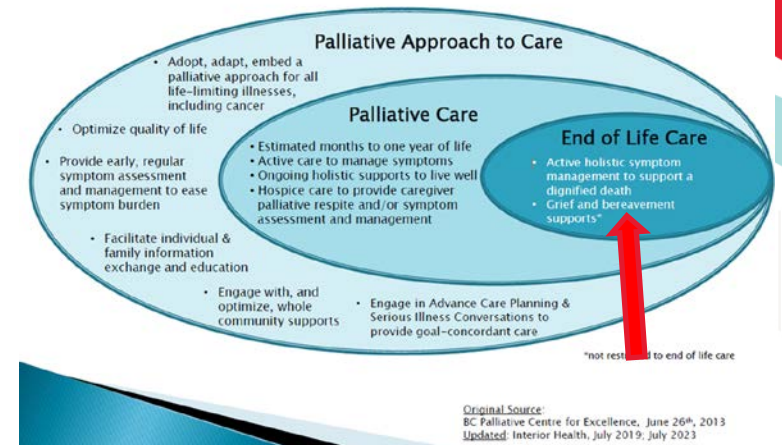 Palliative Approach to Care
• Adopt, adapt, embed a
palliative approach for all
life-limiting illnesses,
including cancer
• Optimize quality of life
• Provide early, regular
symptom assessment
and management to ease
symptom burden
• Facilitate individual &
family information
exchange and education
• Engage with, and
optimize, whole
community supports
• Engage in Advance Care Planning &
Serious Illness Conversations to
provide goal-concordant care
Palliative Care
• Estimated months to one year of life
• Active care to manage symptoms
• Ongoing holistic supports to live well
• Hospice care to provide caregiver
palliative respite and/or symptom
assessment and management
End of Life Care
• Active holistic symptom
management to support a
dignified death
• Grief and bereavement
supports*
*not to end of life care
Original Source:
BC Palliative Centre for Excellence, June 26th, 2013
Updated: Interior Health, July 2019; July 2023